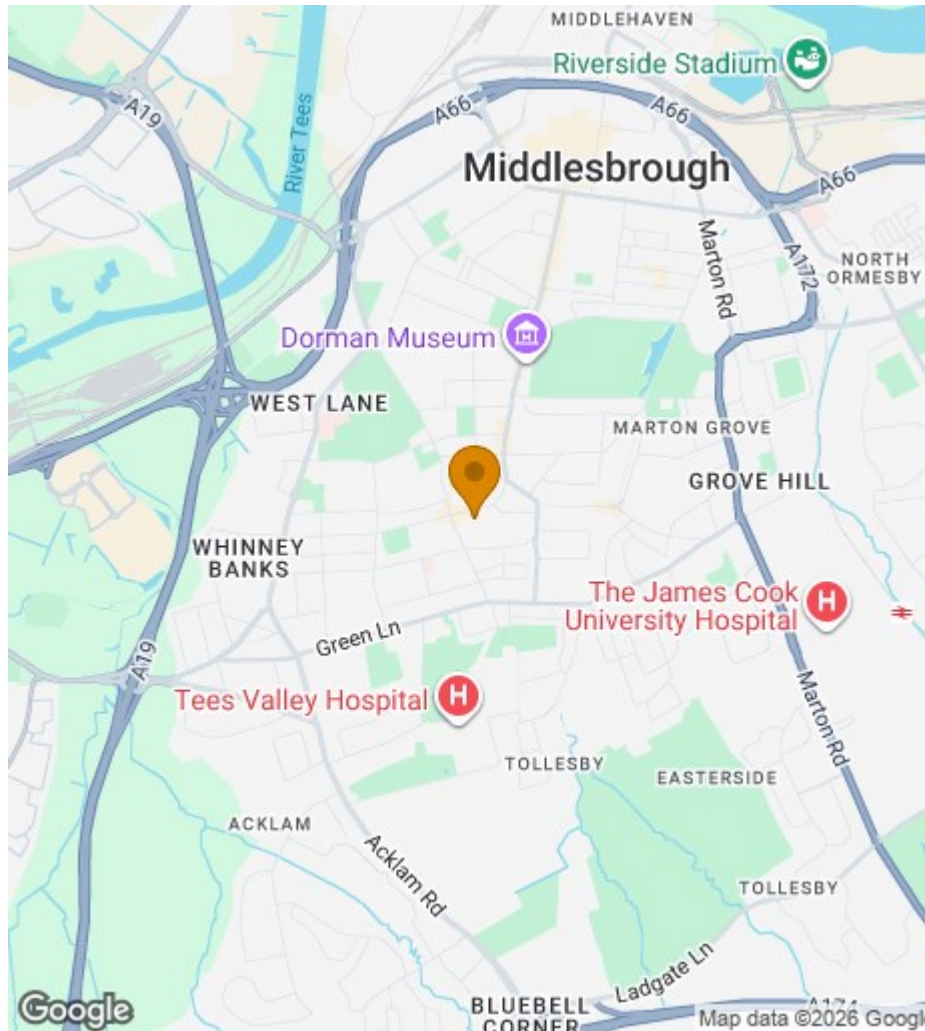 MIDDLEHAVEN
Riverside Stadium
A19
A66
A66
River Tees
Middlesbrough
A66
Marton Rd
A172
NORTH
ORMESBY
Dorman Museum
WEST LANE
MARTON GROVE
GROVE HILL
WHINNEY
BANKS
The James Cook
University Hospital
H
Green Ln
A19
Tees Valley Hospital
H
Marton Rd
TOLLESBY
EASTERSIDE
ACKLAM
Acklam Rd
TOLLESBY
Ladgate Ln
BLUEBELL
CORNER
A174
Google
Map data ©2026 Google